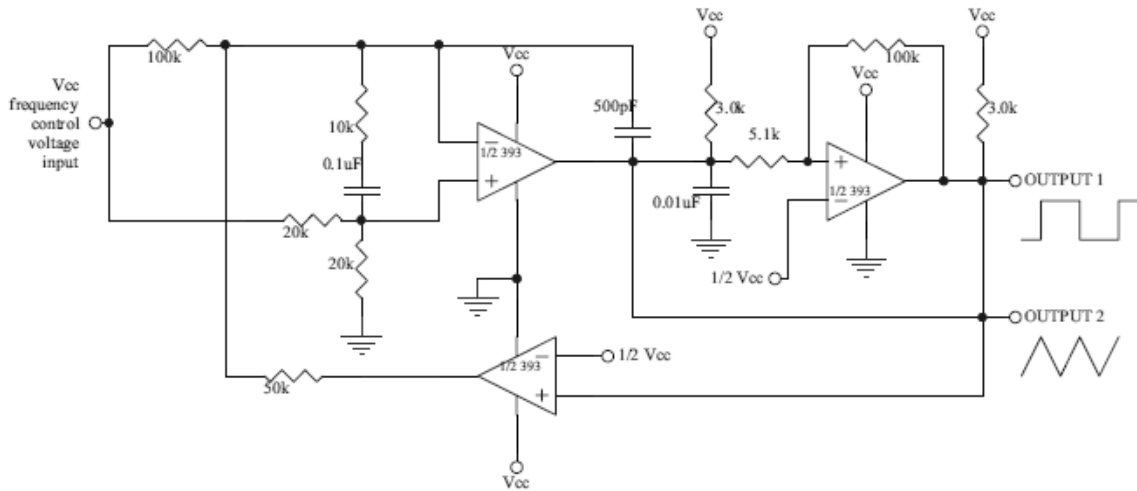 Vcc
frequency
control
voltage
input
100k
10k
0.1uF
20k
20k
Vcc
1/2 393
500pF
Vcc
3.0k
5.1k
0.01uF
100k
Vcc
1/2 393
1/2 Vcc
Vcc
3.0k
OUTPUT 1
OUTPUT 2
50k
1/2 393
1/2 Vcc
Vcc